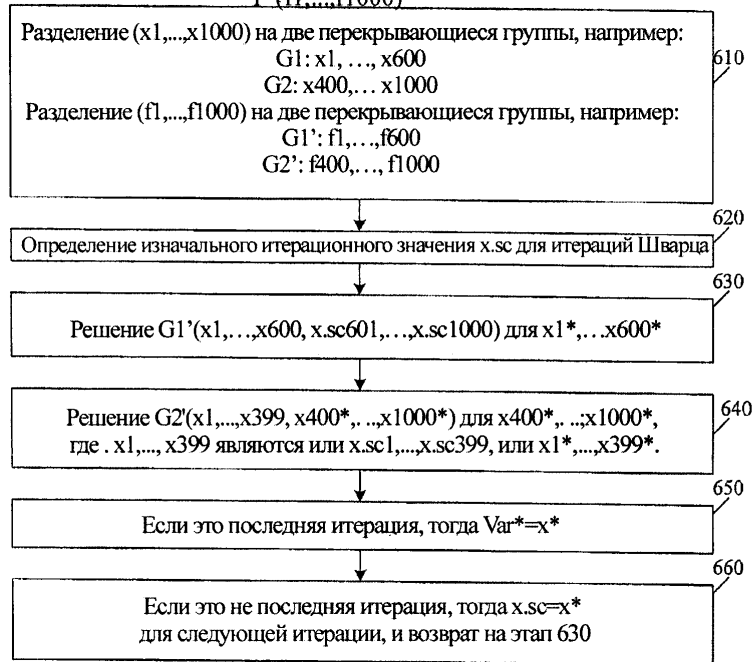 Разделение (x1,...,x1000) на две перекрывающиеся группы, например:
G1: x1, …, x600
G2: x400,… x1000
Разделение (f1,...,f1000) на две перекрывающиеся группы, например:
G1’: f1,…,f600
G2’: f400,…, f1000
610
620
Определение изначального итерационного значения x.sc для итераций Шварца
630
Решение G1’(x1,…,x600, x.sc601,…,x.sc1000) для x1*,…x600*
640
Решение G2'(x1,...,x399, x400*,. ..,x1000*) для x400*,. ..;x1000*,
где . x1,..., x399 являются или x.sc1,...,x.sc399, или x1*,...,x399*.
650
Если это последняя итерация, тогда Var*=x*
660
Если это не последняя итерация, тогда x.sc=x*
для следующей итерации, и возврат на этап 630